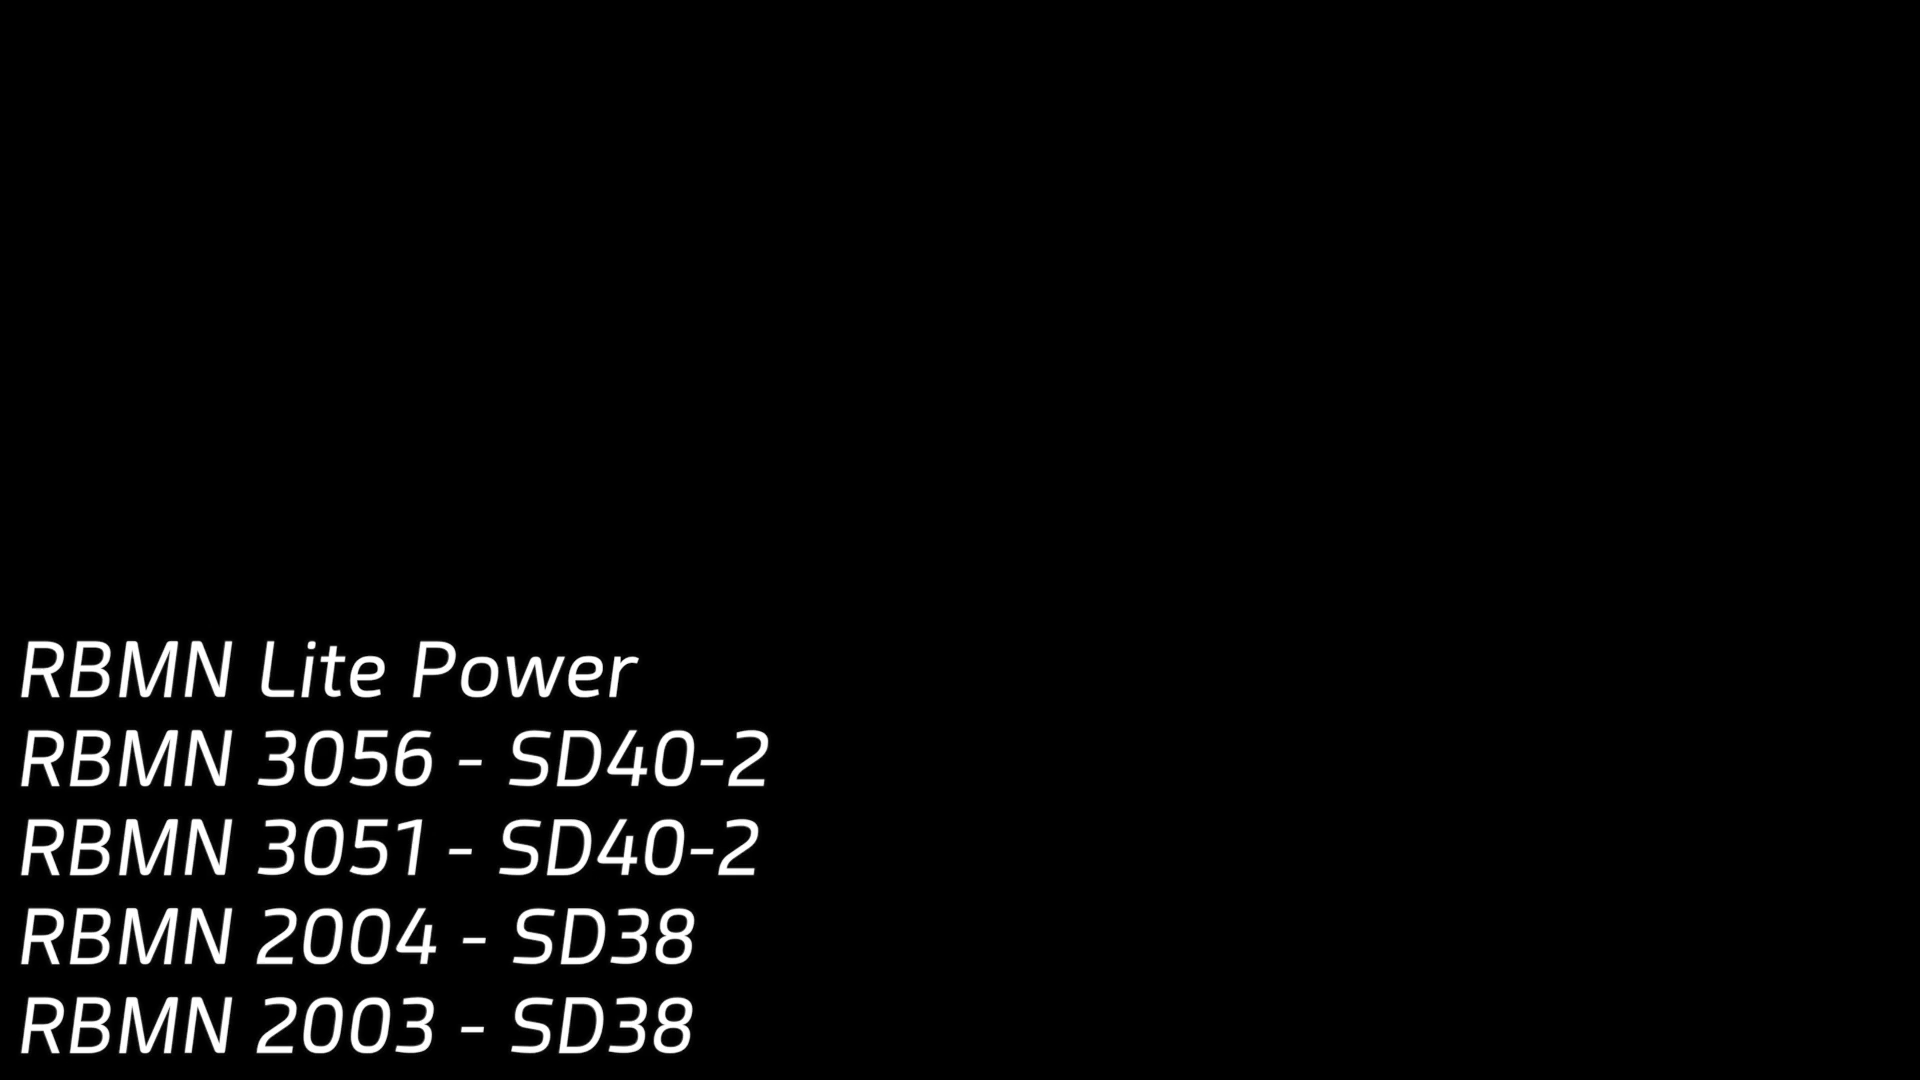 RBMN Lite Power
RBMN 3056 - SD40-2
RBMN 3051 - SD40-2
RBMN 2004 - SD38
RBMN 2003 - SD38